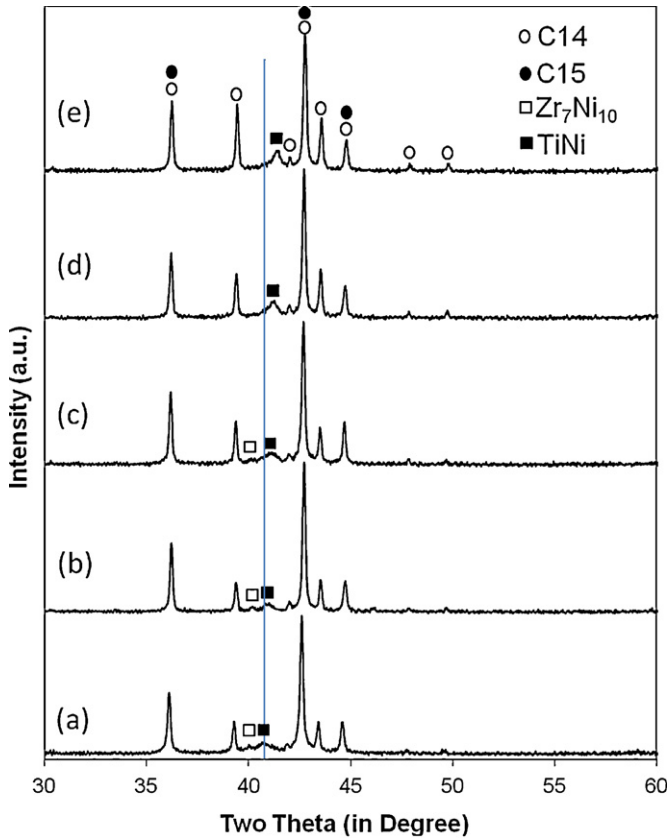 C14
C15
Zr₇Ni₁₀
TiNi
(e)
(d)
(c)
(b)
(a)
Intensity (a.u.)
30 35 40 45 50 55 60
Two Theta (in Degree)